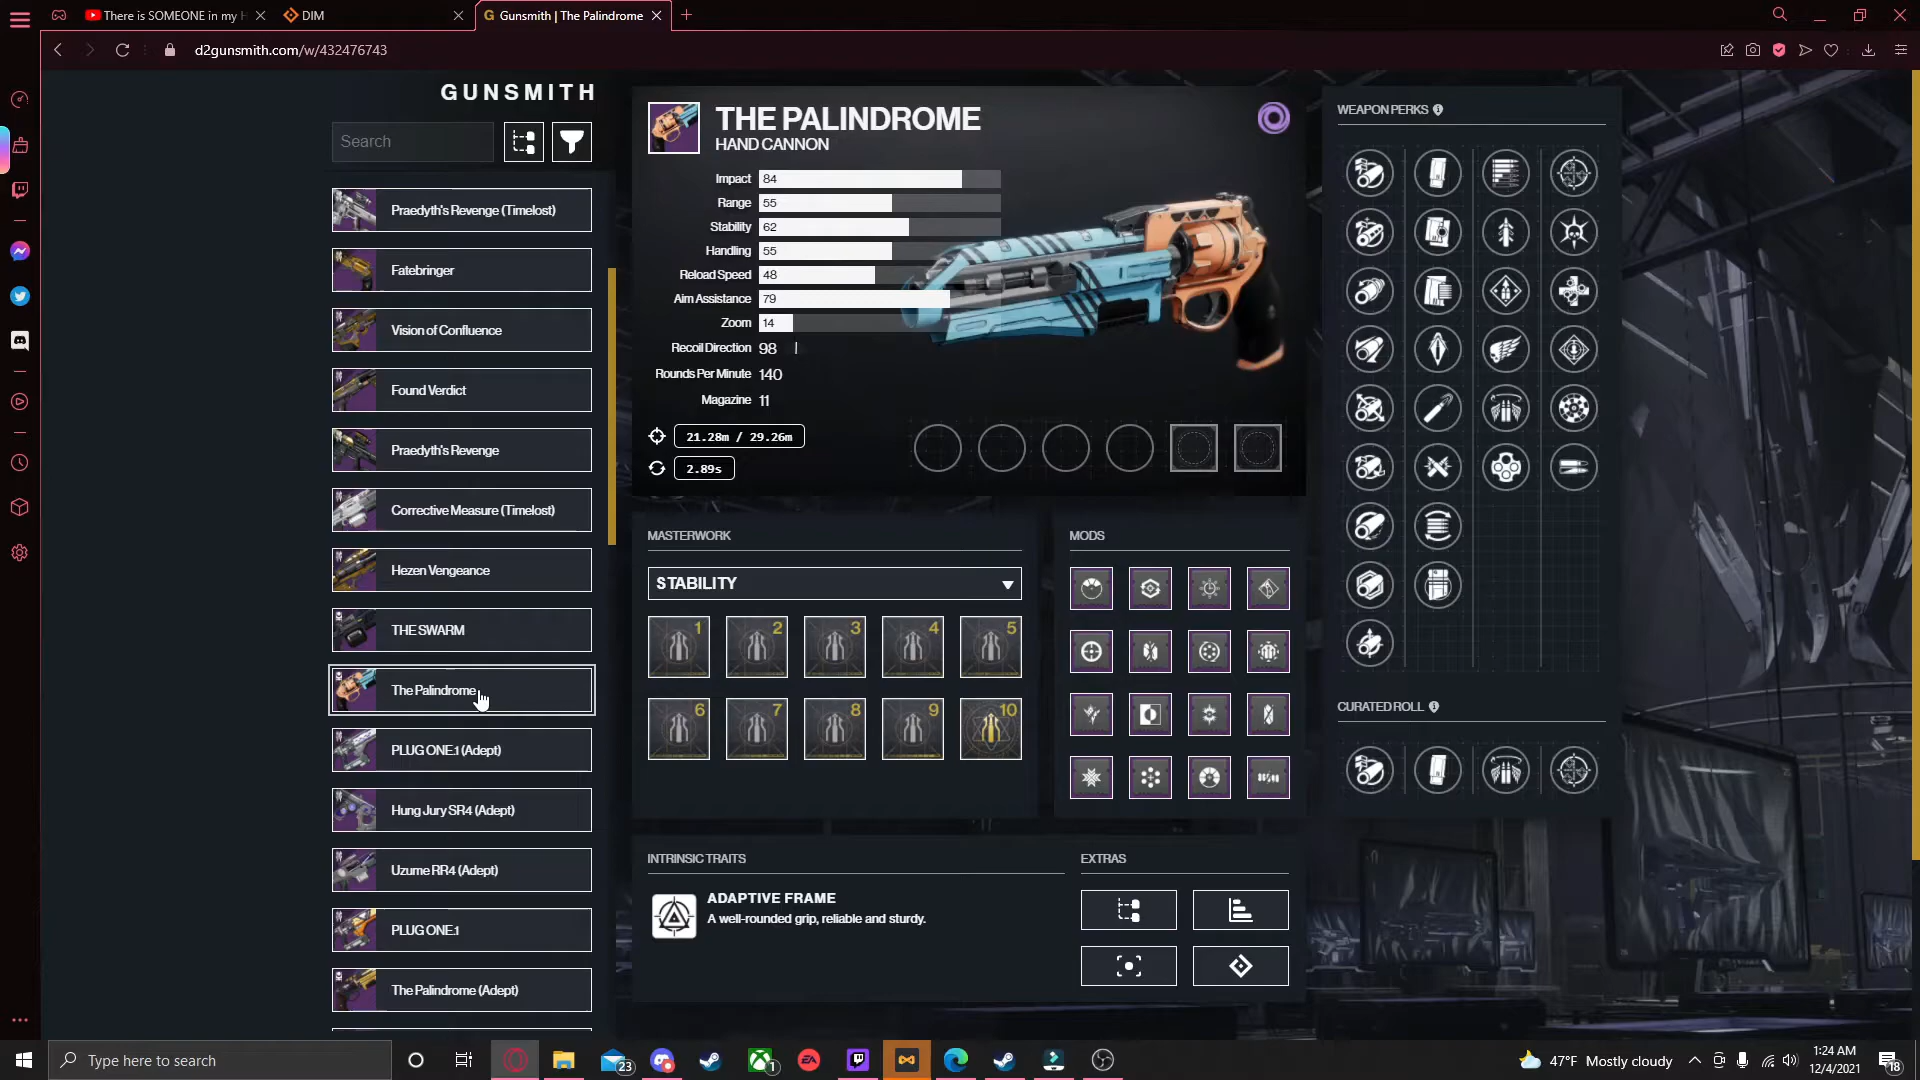 There is SOMEONE in my H
DIM
Gunsmith | The Palindrome
d2gunsmith.com/w/432476743
GUNSMITH
Search
Praedyth's Revenge (Timelost)
Fatebringer
Vision of Confluence
Found Verdict
Praedyth's Revenge
Corrective Measure (Timelost)
Hezen Vengeance
THE SWARM
The Palindrome
PLUG ONE.1 (Adept)
Hung Jury SR4 (Adept)
Uzume RR4 (Adept)
PLUG ONE.1
The Palindrome (Adept)
THE PALINDROME
HAND CANNON
Impact 84
Range 55
Stability 62
Handling 55
Reload Speed 48
Aim Assistance 79
Zoom 14
Recoil Direction 98
Rounds Per Minute 140
Magazine 11
21.28m / 29.26m
2.89s
MASTERWORK
STABILITY
1 2 3 4 5
6 7 8 9 10
MODS
INTRINSIC TRAITS
ADAPTIVE FRAME
A well-rounded grip, reliable and sturdy.
EXTRAS
WEAPON PERKS
CURATED ROLL
Type here to search
23
1
EA
47°F Mostly cloudy
1:24 AM
12/4/2021
18